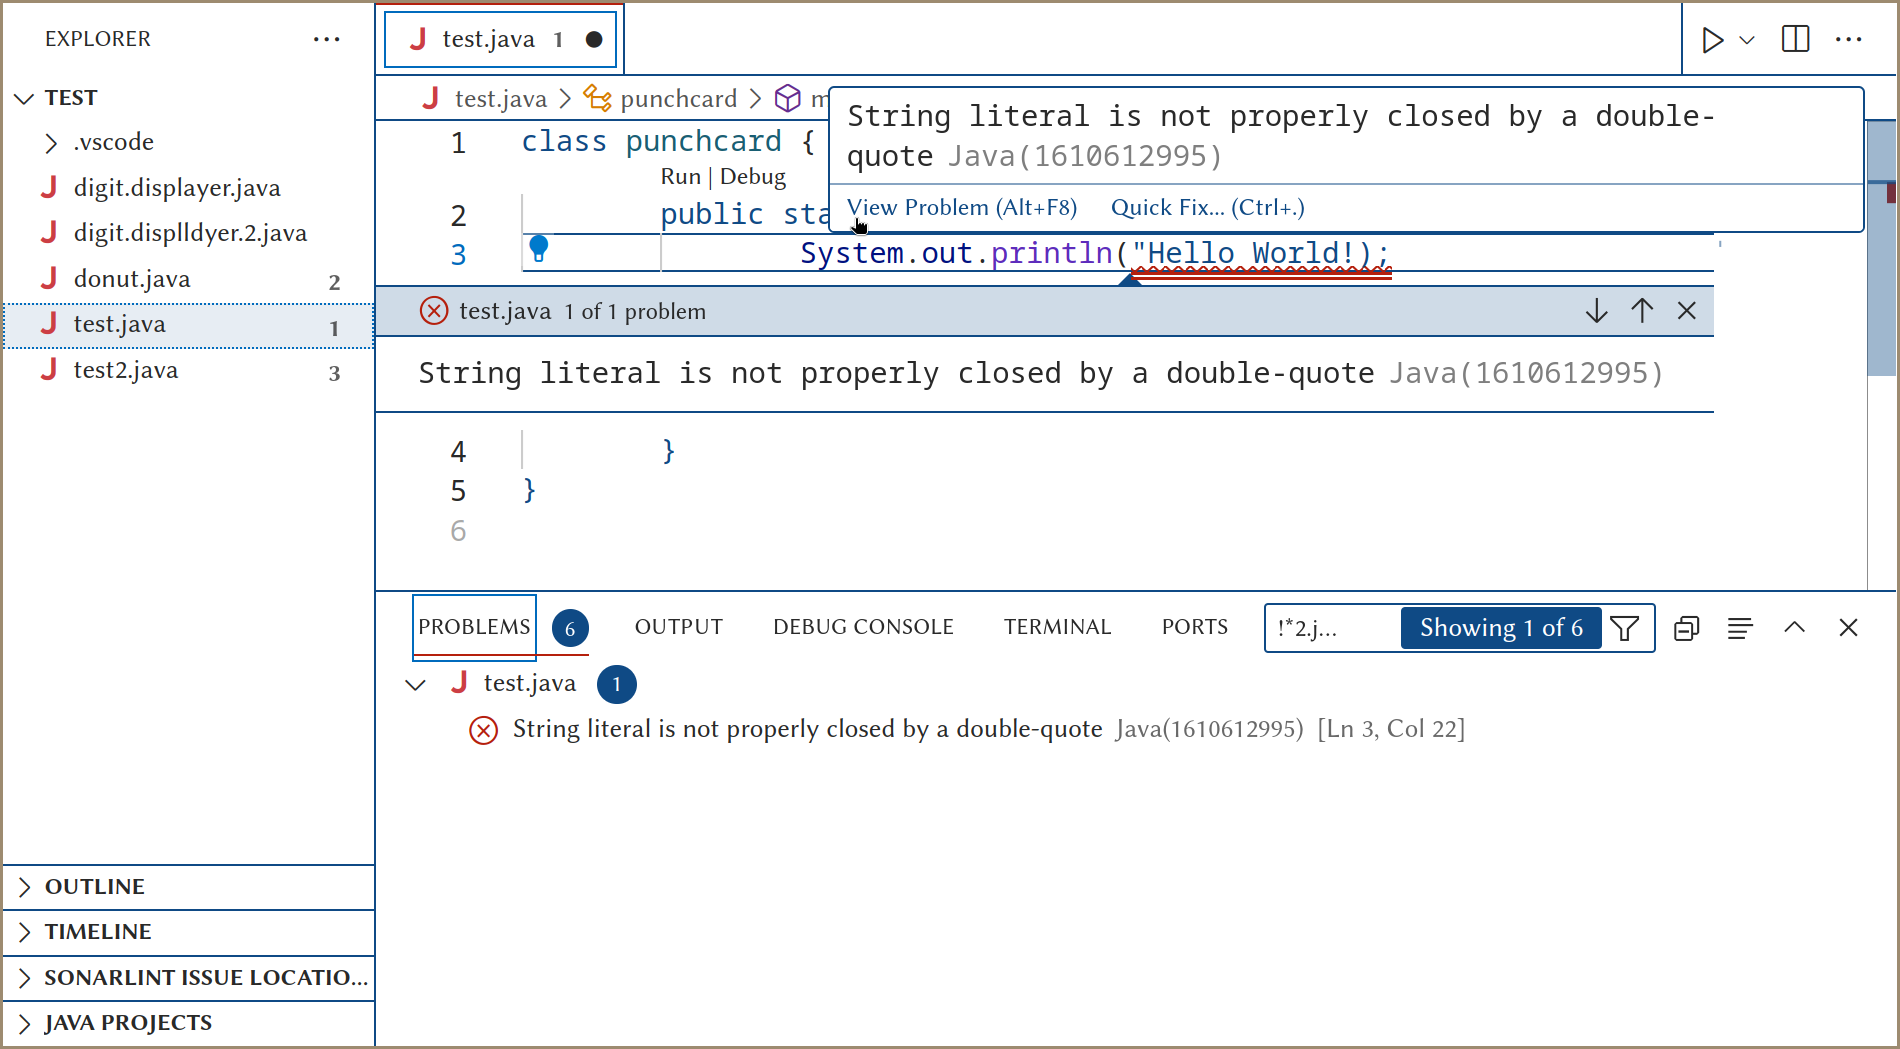 EXPLORER
TEST
.vscode
digit.displayer.java
digit.displldyer.2.java
donut.java 2
test.java 1
test2.java 3
OUTLINE
TIMELINE
SONARLINT ISSUE LOCATIO...
JAVA PROJECTS
test.java 1
test.java > punchcard > m
String literal is not properly closed by a double-
quote Java(1610612995)
View Problem (Alt+F8) Quick Fix... (Ctrl+.)
1 class punchcard {
Run | Debug
2 public sta
3 System.out.println("Hello World!);
test.java 1 of 1 problem
String literal is not properly closed by a double-quote Java(1610612995)
4 }
5 }
6
PROBLEMS 6 OUTPUT DEBUG CONSOLE TERMINAL PORTS !*2.j... Showing 1 of 6
test.java 1
String literal is not properly closed by a double-quote Java(1610612995) [Ln 3, Col 22]